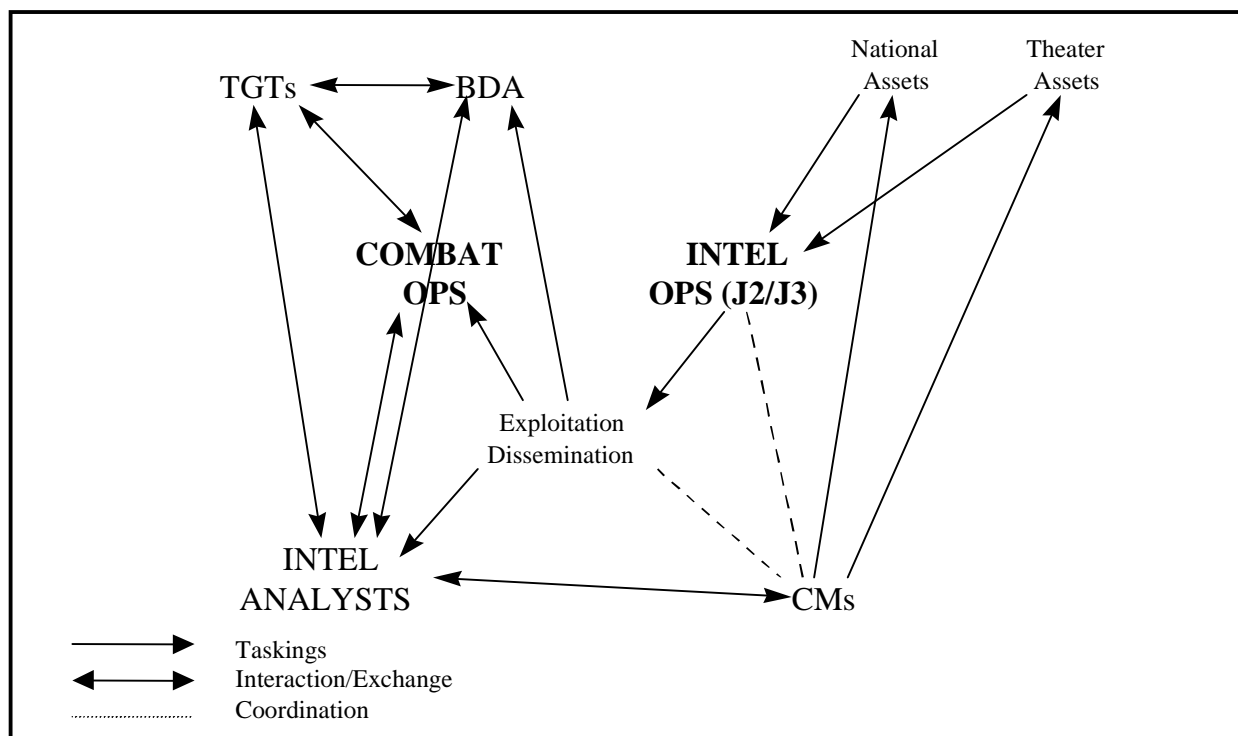 National
Assets
Theater
Assets
TGTs
BDA
COMBAT
OPS
INTEL
OPS (J2/J3)
Exploitation
Dissemination
INTEL
ANALYSTS
CMs
Taskings
Interaction/Exchange
Coordination